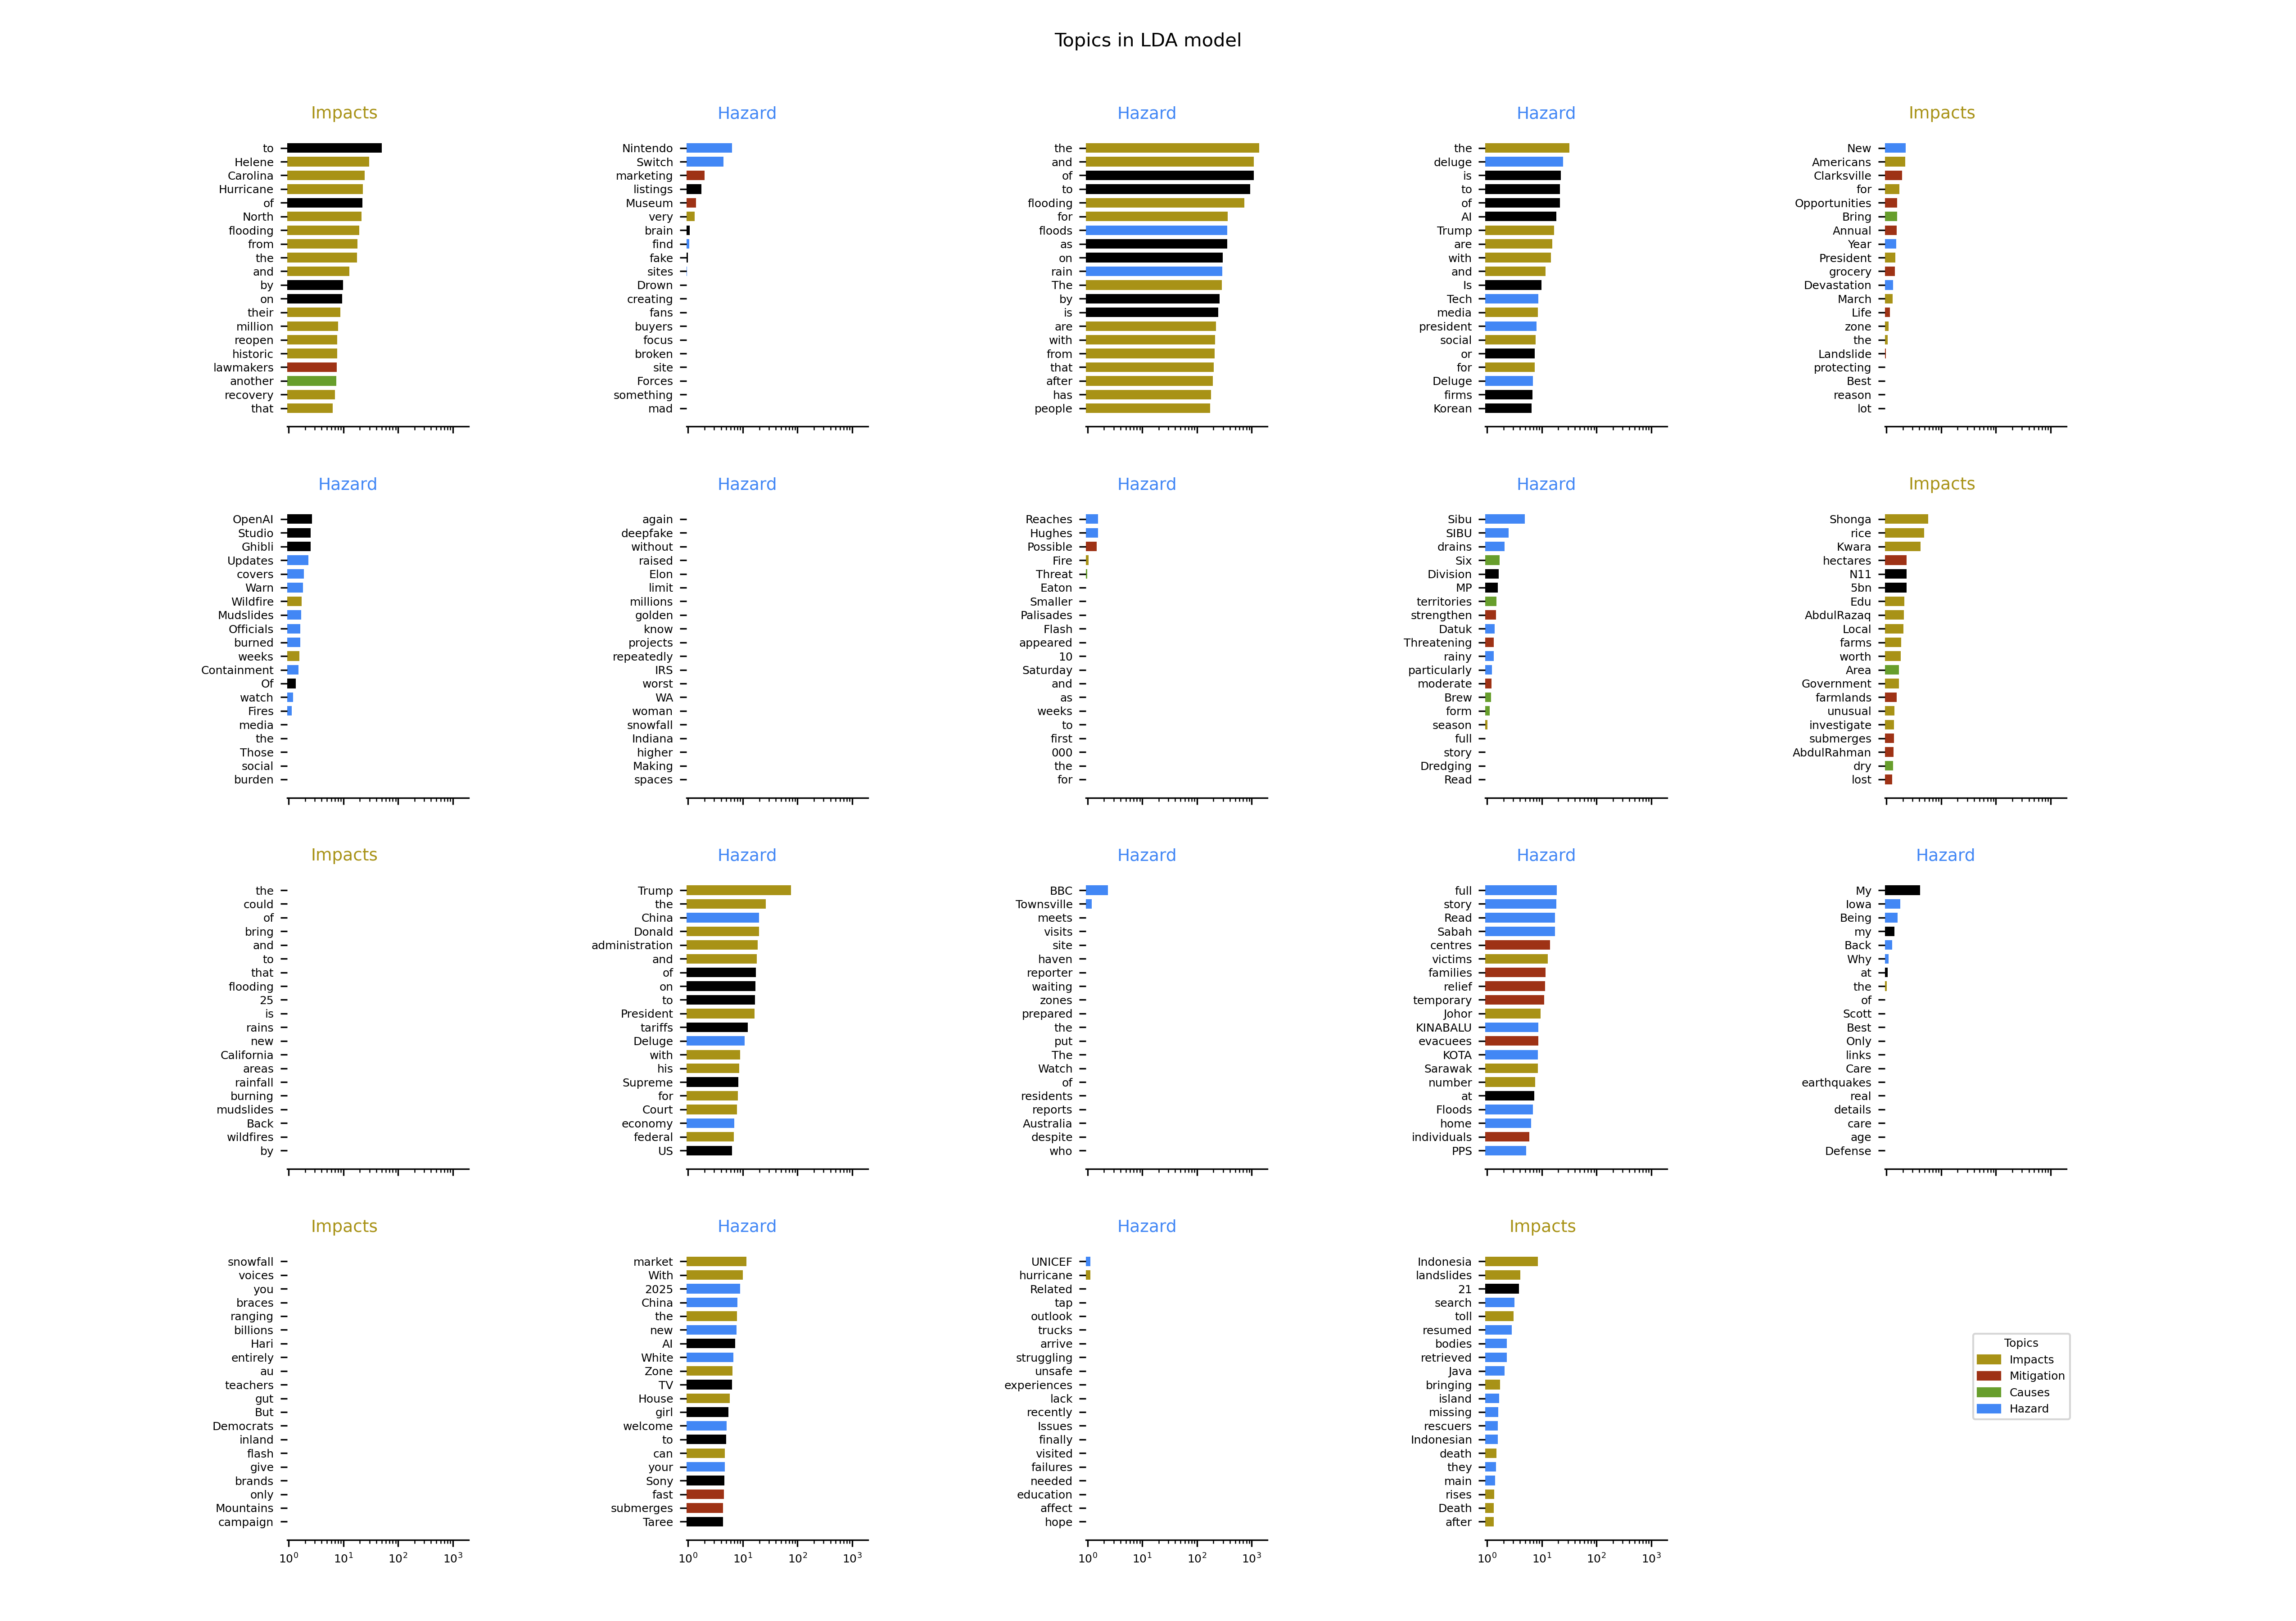 Topics in LDA model
Impacts
to
Helene
Carolina
Hurricane
of
North
flooding
from
the
and
by
on
their
million
reopen
historic
lawmakers
another
recovery
that
Hazard
Nintendo
Switch
marketing
listings
Museum
very
brain
find
fake
sites
Drown
creating
fans
buyers
focus
broken
site
Forces
something
mad
Hazard
the
and
of
to
flooding
for
floods
as
on
rain
The
by
is
are
with
from
that
after
has
people
Hazard
the
deluge
is
to
of
AI
Trump
are
with
and
Is
Tech
media
president
social
or
for
Deluge
firms
Korean
Impacts
New
Americans
Clarksville
for
Opportunities
Bring
Annual
Year
President
grocery
Devastation
March
Life
zone
the
Landslide
protecting
Best
reason
lot
Hazard
OpenAI
Studio
Ghibli
Updates
covers
Warn
Wildfire
Mudslides
Officials
burned
weeks
Containment
Of
watch
Fires
media
the
Those
social
burden
Hazard
again
deepfake
without
raised
Elon
limit
millions
golden
know
projects
repeatedly
IRS
worst
WA
woman
snowfall
Indiana
higher
Making
spaces
Hazard
Reaches
Hughes
Possible
Fire
Threat
Eaton
Smaller
Palisades
Flash
appeared
10
Saturday
and
as
weeks
to
first
000
the
for
Hazard
Sibu
SIBU
drains
Six
Division
MP
territories
strengthen
Datuk
Threatening
rainy
particularly
moderate
Brew
form
season
full
story
Dredging
Read
Impacts
Shonga
rice
Kwara
hectares
N11
5bn
Edu
AbdulRazaq
Local
farms
worth
Area
Government
farmlands
unusual
investigate
submerges
AbdulRahman
dry
lost
Impacts
the
could
of
bring
and
to
that
flooding
25
is
rains
new
California
areas
rainfall
burning
mudslides
Back
wildfires
by
Hazard
Trump
the
China
Donald
administration
and
of
on
to
President
tariffs
Deluge
with
his
Supreme
for
Court
economy
federal
US
Hazard
BBC
Townsville
meets
visits
site
haven
reporter
waiting
zones
prepared
the
put
The
Watch
of
residents
reports
Australia
despite
who
Hazard
full
story
Read
Sabah
centres
victims
families
relief
temporary
Johor
KINABALU
evacuees
KOTA
Sarawak
number
at
Floods
home
individuals
PPS
Hazard
My
Iowa
Being
my
Back
Why
at
the
of
Scott
Best
Only
links
Care
earthquakes
real
details
care
age
Defense
Impacts
snowfall
voices
you
braces
ranging
billions
Hari
entirely
au
teachers
gut
But
Democrats
inland
flash
give
brands
only
Mountains
campaign
10⁰ 10¹ 10² 10³
Hazard
market
With
2025
China
the
new
AI
White
Zone
TV
House
girl
welcome
to
can
your
Sony
fast
submerges
Taree
10⁰ 10¹ 10² 10³
Hazard
UNICEF
hurricane
Related
tap
outlook
trucks
arrive
struggling
unsafe
experiences
lack
recently
Issues
finally
visited
failures
needed
education
affect
hope
10⁰ 10¹ 10² 10³
Impacts
Indonesia
landslides
21
search
toll
resumed
bodies
retrieved
Java
bringing
island
missing
rescuers
Indonesian
death
they
main
rises
Death
after
10⁰ 10¹ 10² 10³
Topics
Impacts
Mitigation
Causes
Hazard